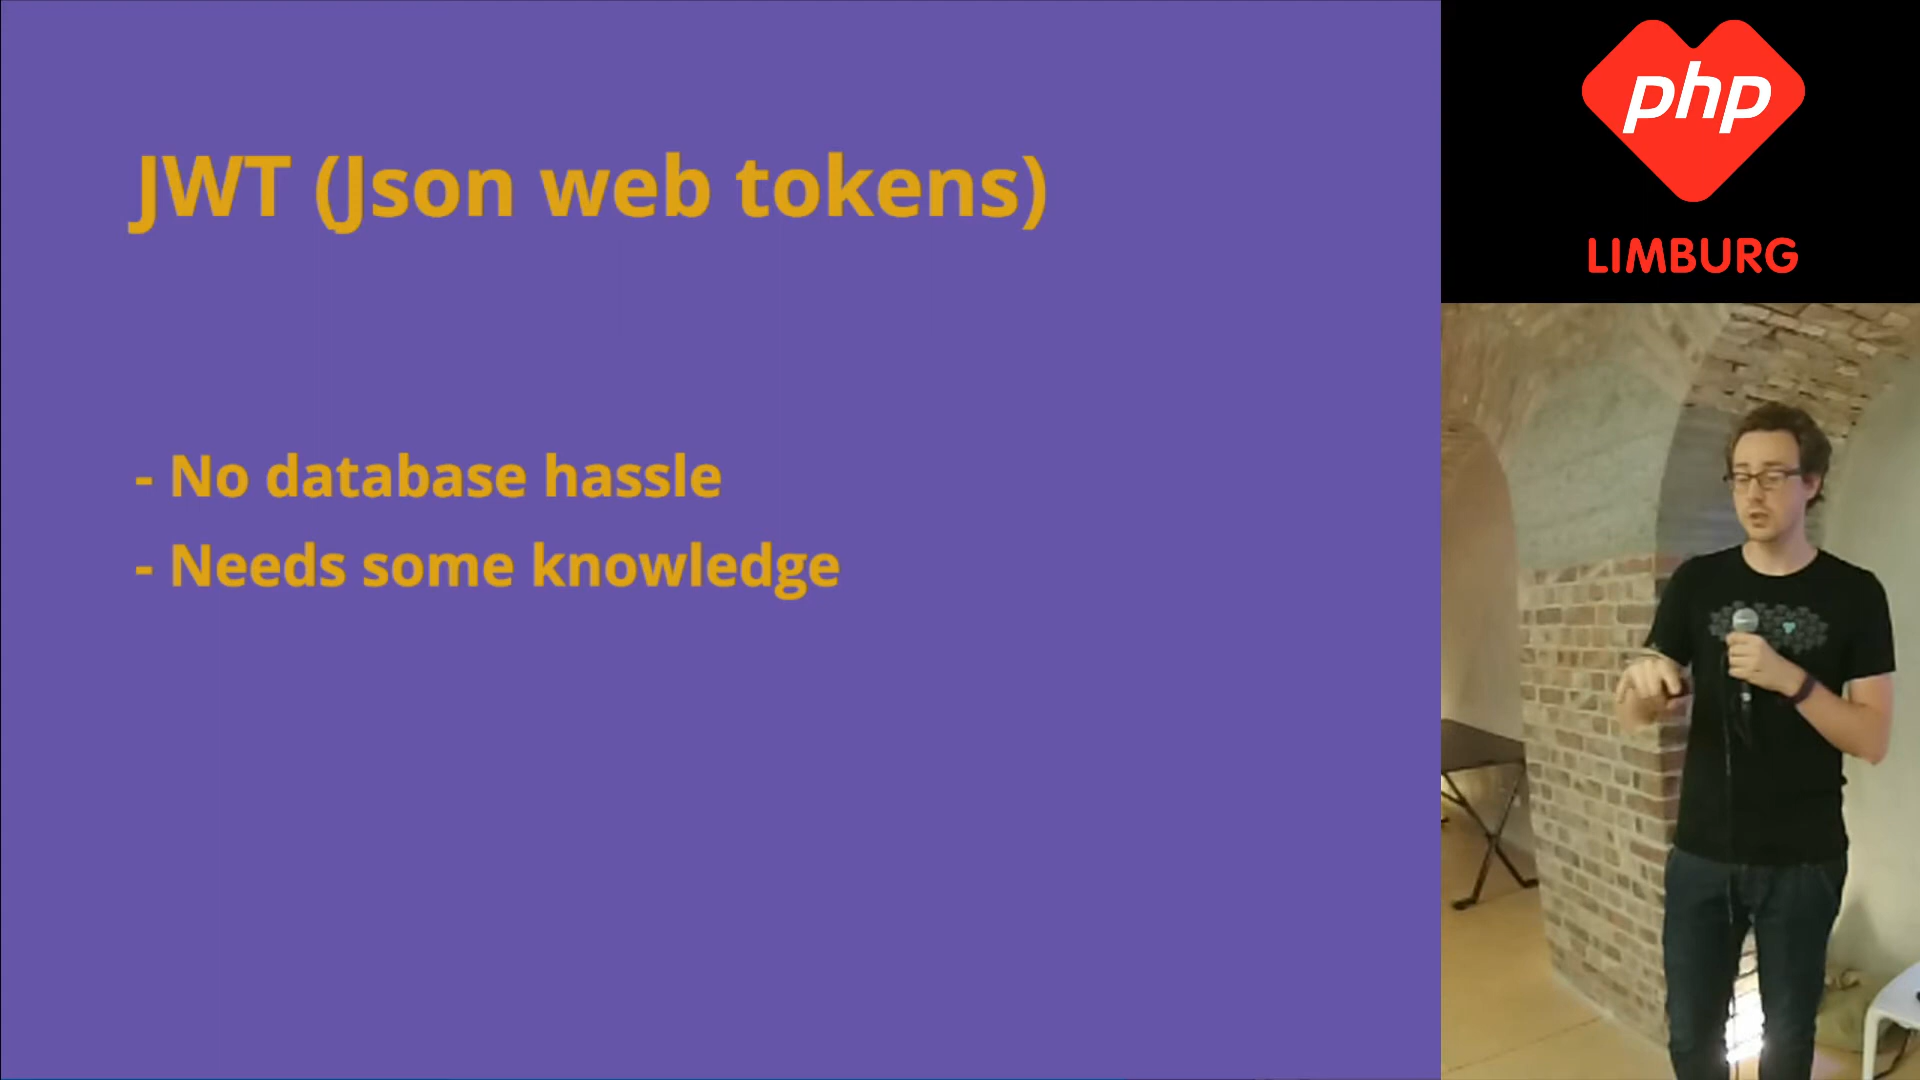 JWT (Json web tokens)
- No database hassle
- Needs some knowledge
php
LIMBURG